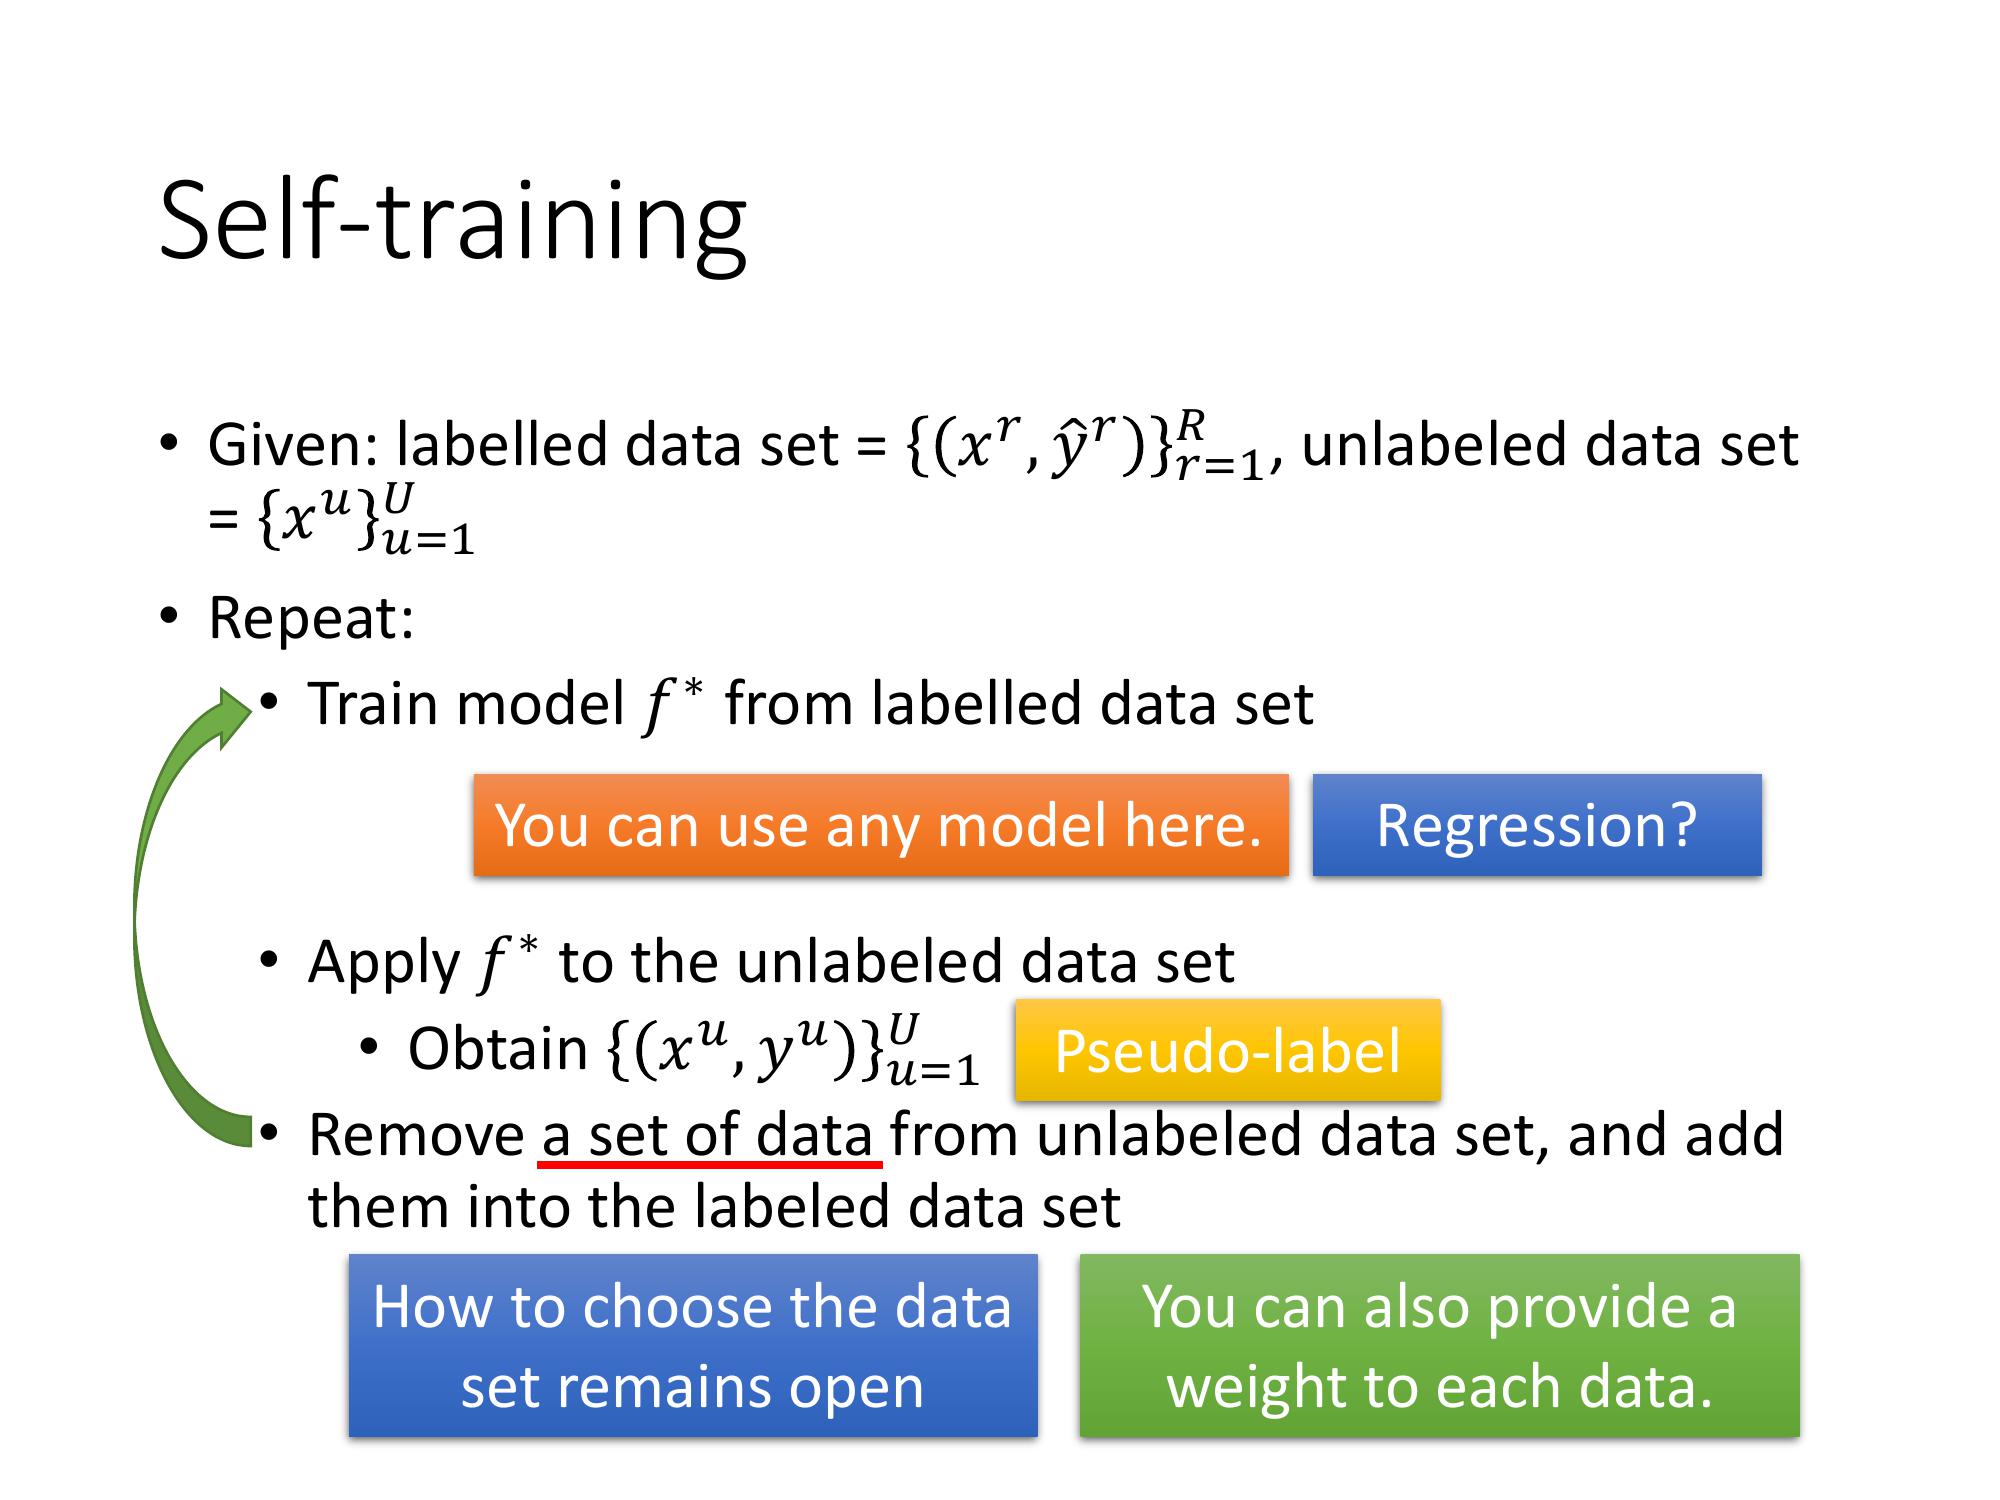 Self-training
• Given: labelled data set = {(x^r, ŷ^r)}_{r=1}^R, unlabeled data set
= {x^u}_{u=1}^U
• Repeat:
• Train model f* from labelled data set
You can use any model here. Regression?
• Apply f* to the unlabeled data set
• Obtain {(x^u, y^u)}_{u=1}^U Pseudo-label
• Remove a set of data from unlabeled data set, and add
them into the labeled data set
How to choose the data
set remains open
You can also provide a
weight to each data.